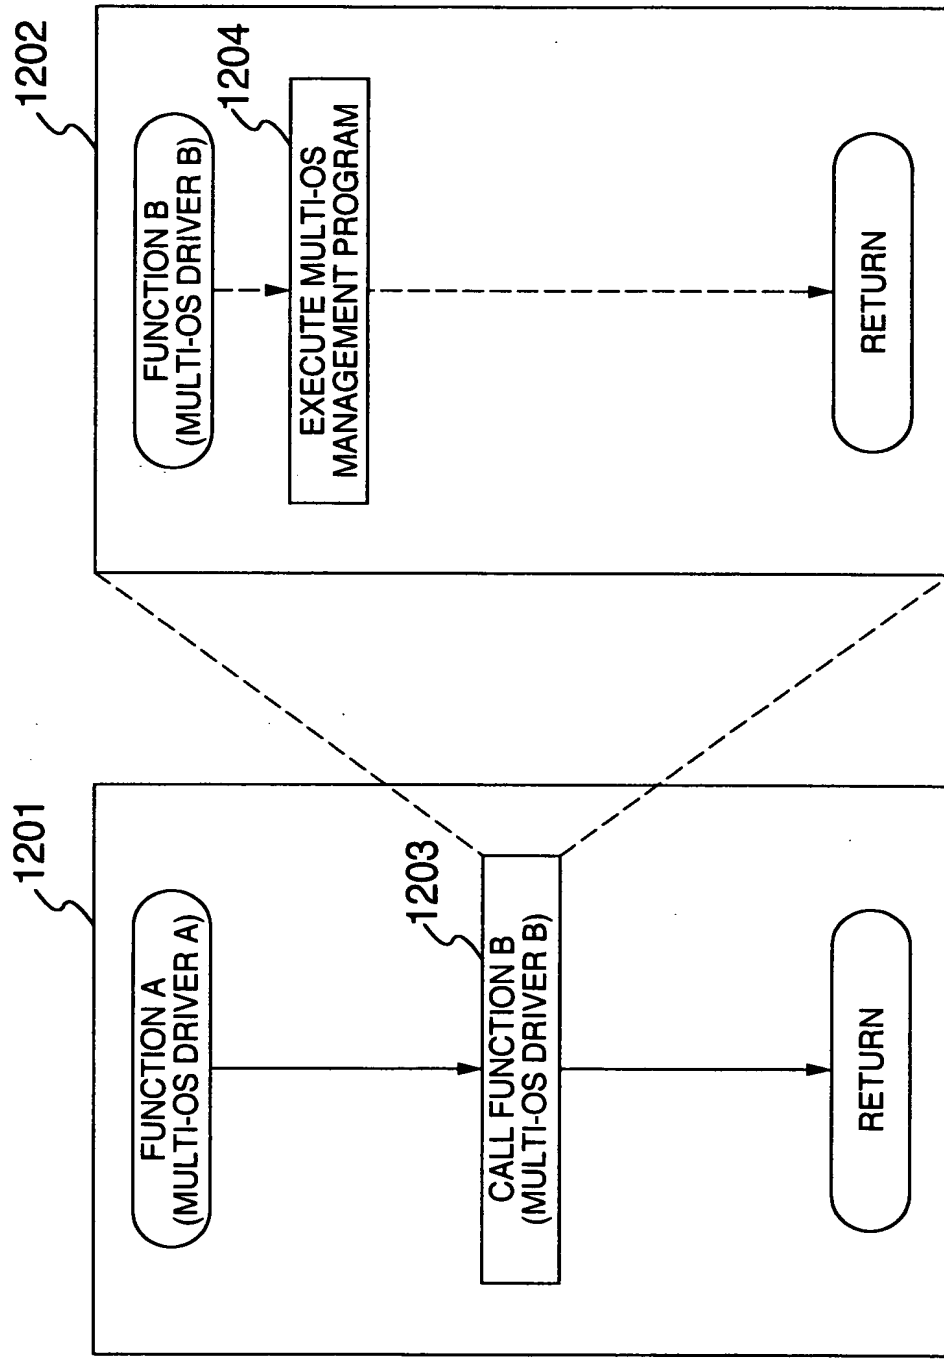 1201
FUNCTION A
(MULTI-OS DRIVER A)
1203
CALL FUNCTION B
(MULTI-OS DRIVER B)
RETURN
1202
FUNCTION B
(MULTI-OS DRIVER B)
1204
EXECUTE MULTI-OS
MANAGEMENT PROGRAM
RETURN